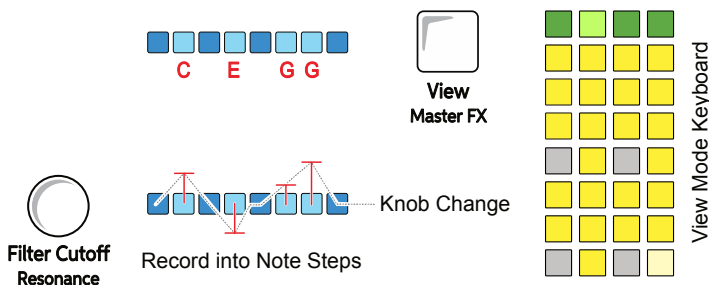 C E G G
View
Master FX
View Mode Keyboard
Knob Change
Filter Cutoff
Resonance
Record into Note Steps